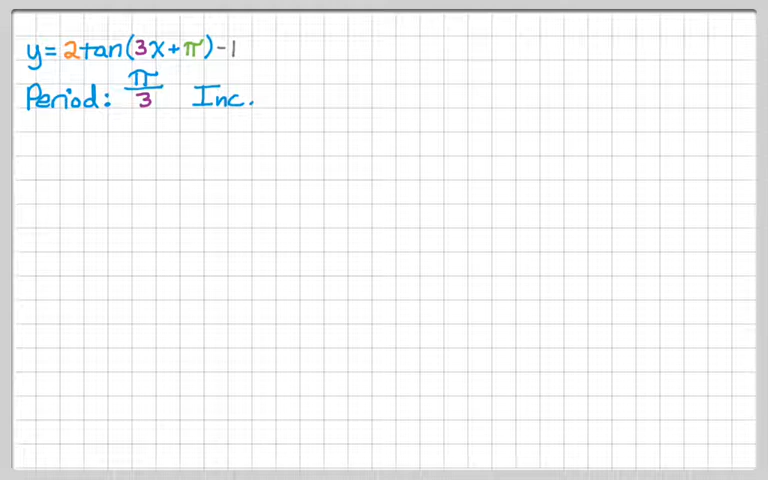 y = 2tan(3x+π)-1
Period: π/3 Inc.